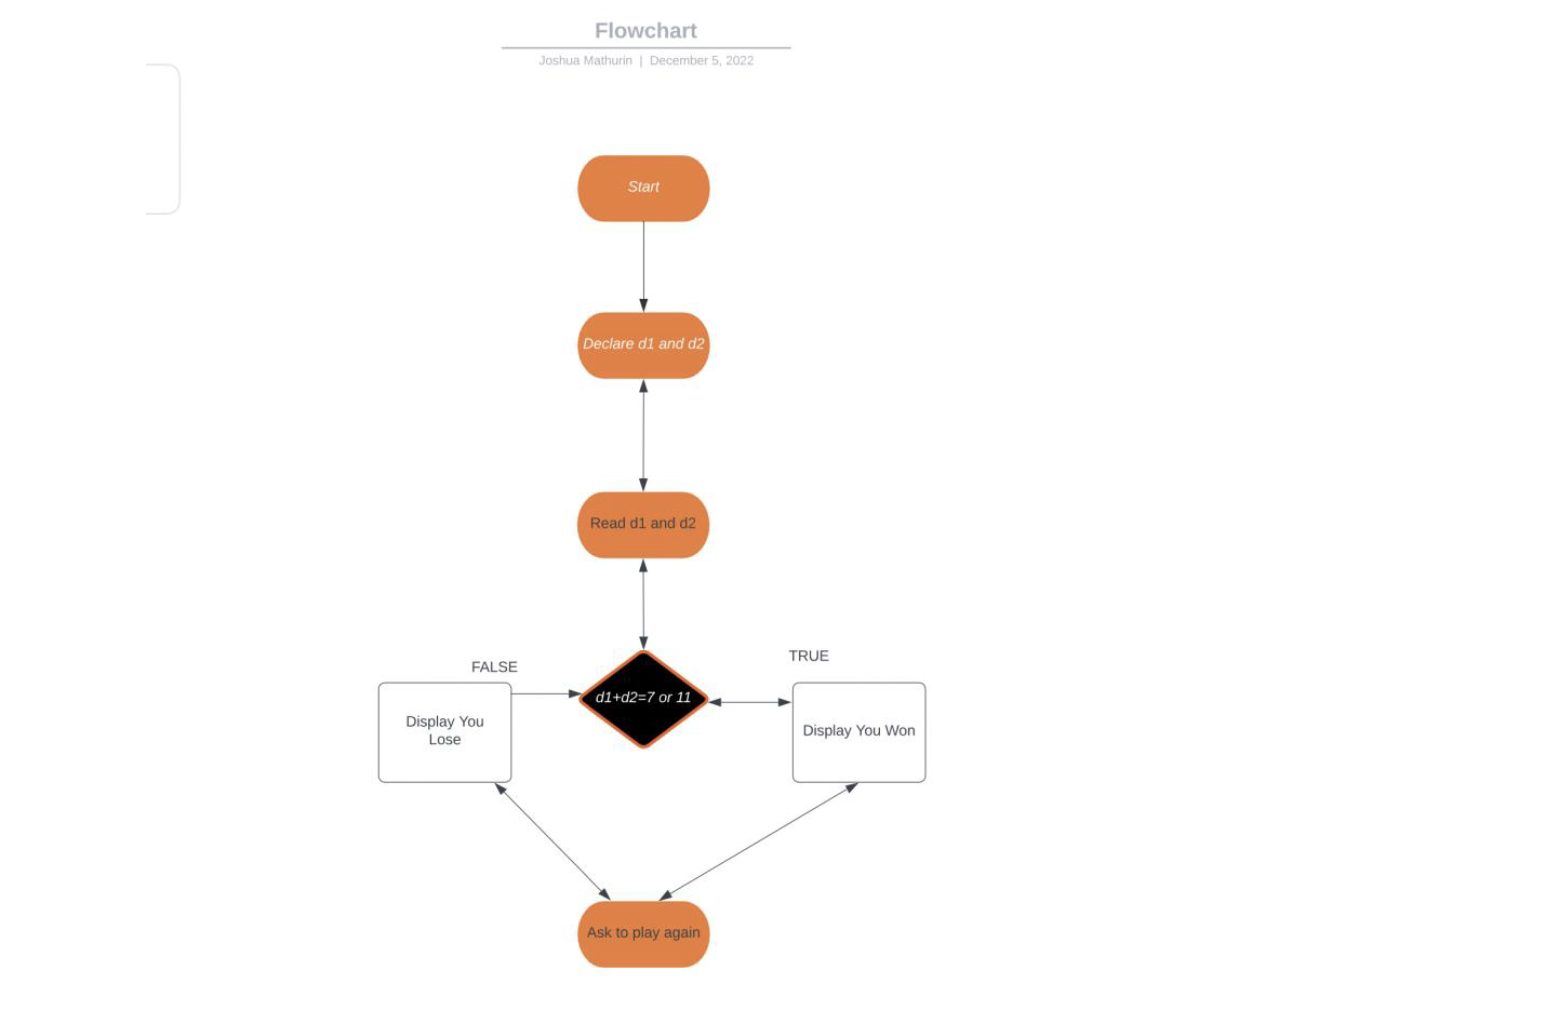 Flowchart
Joshua Mathurin | December 5, 2022
Start
Declare d1 and d2
Read d1 and d2
FALSE
TRUE
d1+d2=7 or 11
Display You
Lose
Display You Won
Ask to play again